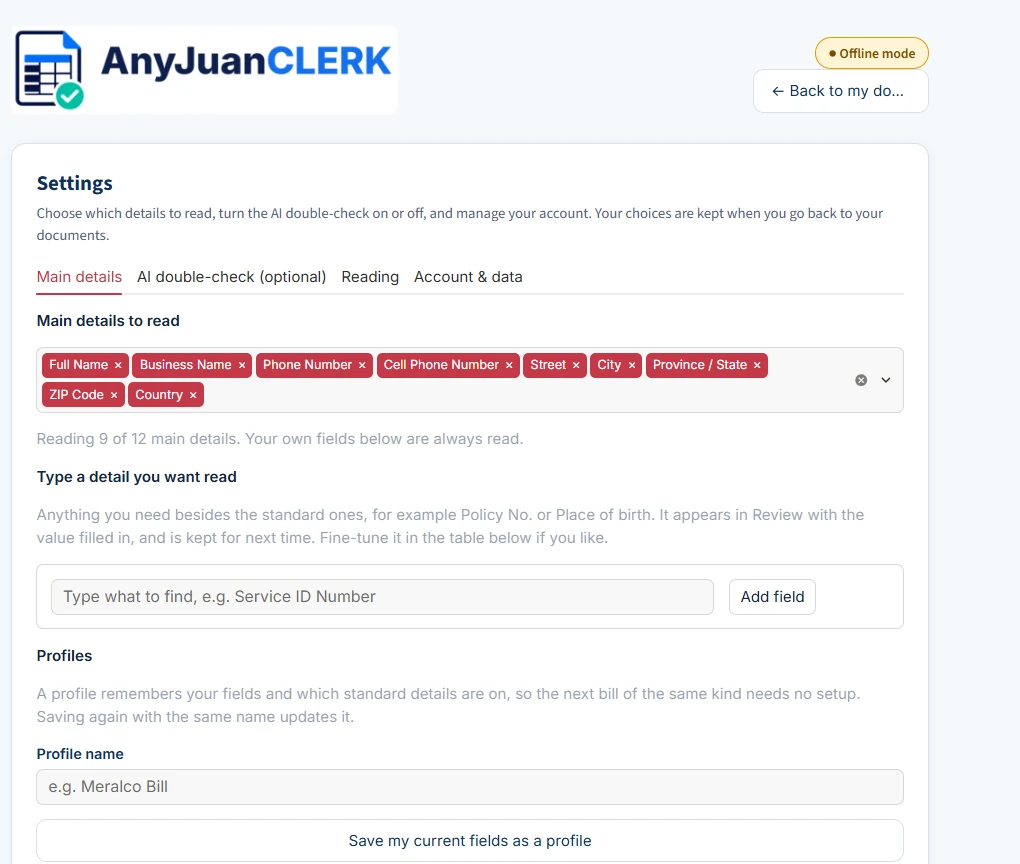 AnyJuanCLERK
● Offline mode
← Back to my do...
Settings
Choose which details to read, turn the AI double-check on or off, and manage your account. Your choices are kept when you go back to your
documents.
Main details AI double-check (optional) Reading Account & data
Main details to read
Full Name × Business Name × Phone Number × Cell Phone Number × Street × City × Province / State ×
ZIP Code × Country ×
Reading 9 of 12 main details. Your own fields below are always read.
Type a detail you want read
Anything you need besides the standard ones, for example Policy No. or Place of birth. It appears in Review with the
value filled in, and is kept for next time. Fine-tune it in the table below if you like.
Type what to find, e.g. Service ID Number
Add field
Profiles
A profile remembers your fields and which standard details are on, so the next bill of the same kind needs no setup.
Saving again with the same name updates it.
Profile name
e.g. Meralco Bill
Save my current fields as a profile